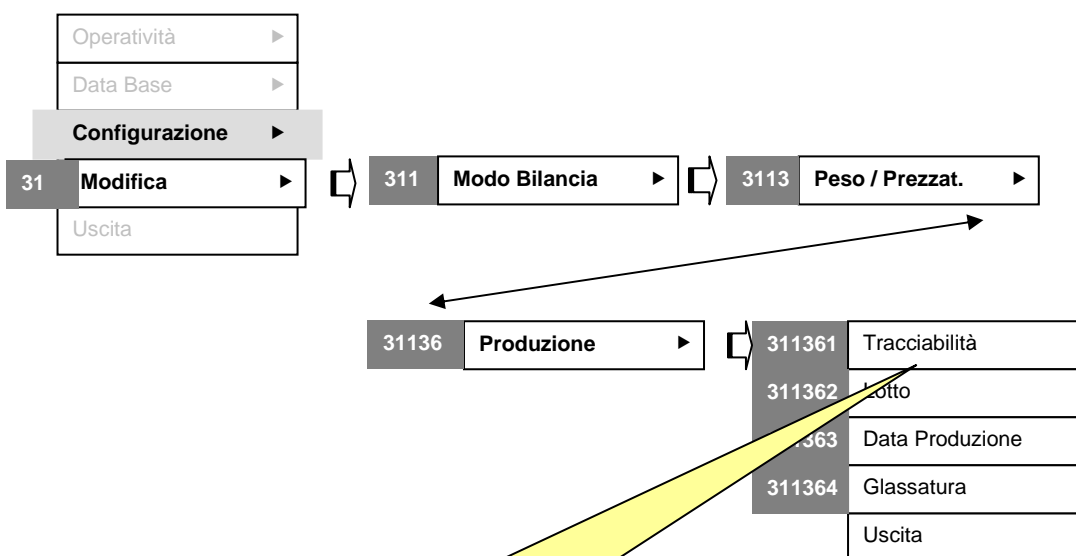 Operatività
Data Base
Configurazione
31 Modifica
311 Modo Bilancia
3113 Peso / Prezzat.
Uscita
31136 Produzione
311361 Tracciabilità
311362 Lotto
363 Data Produzione
311364 Glassatura
Uscita